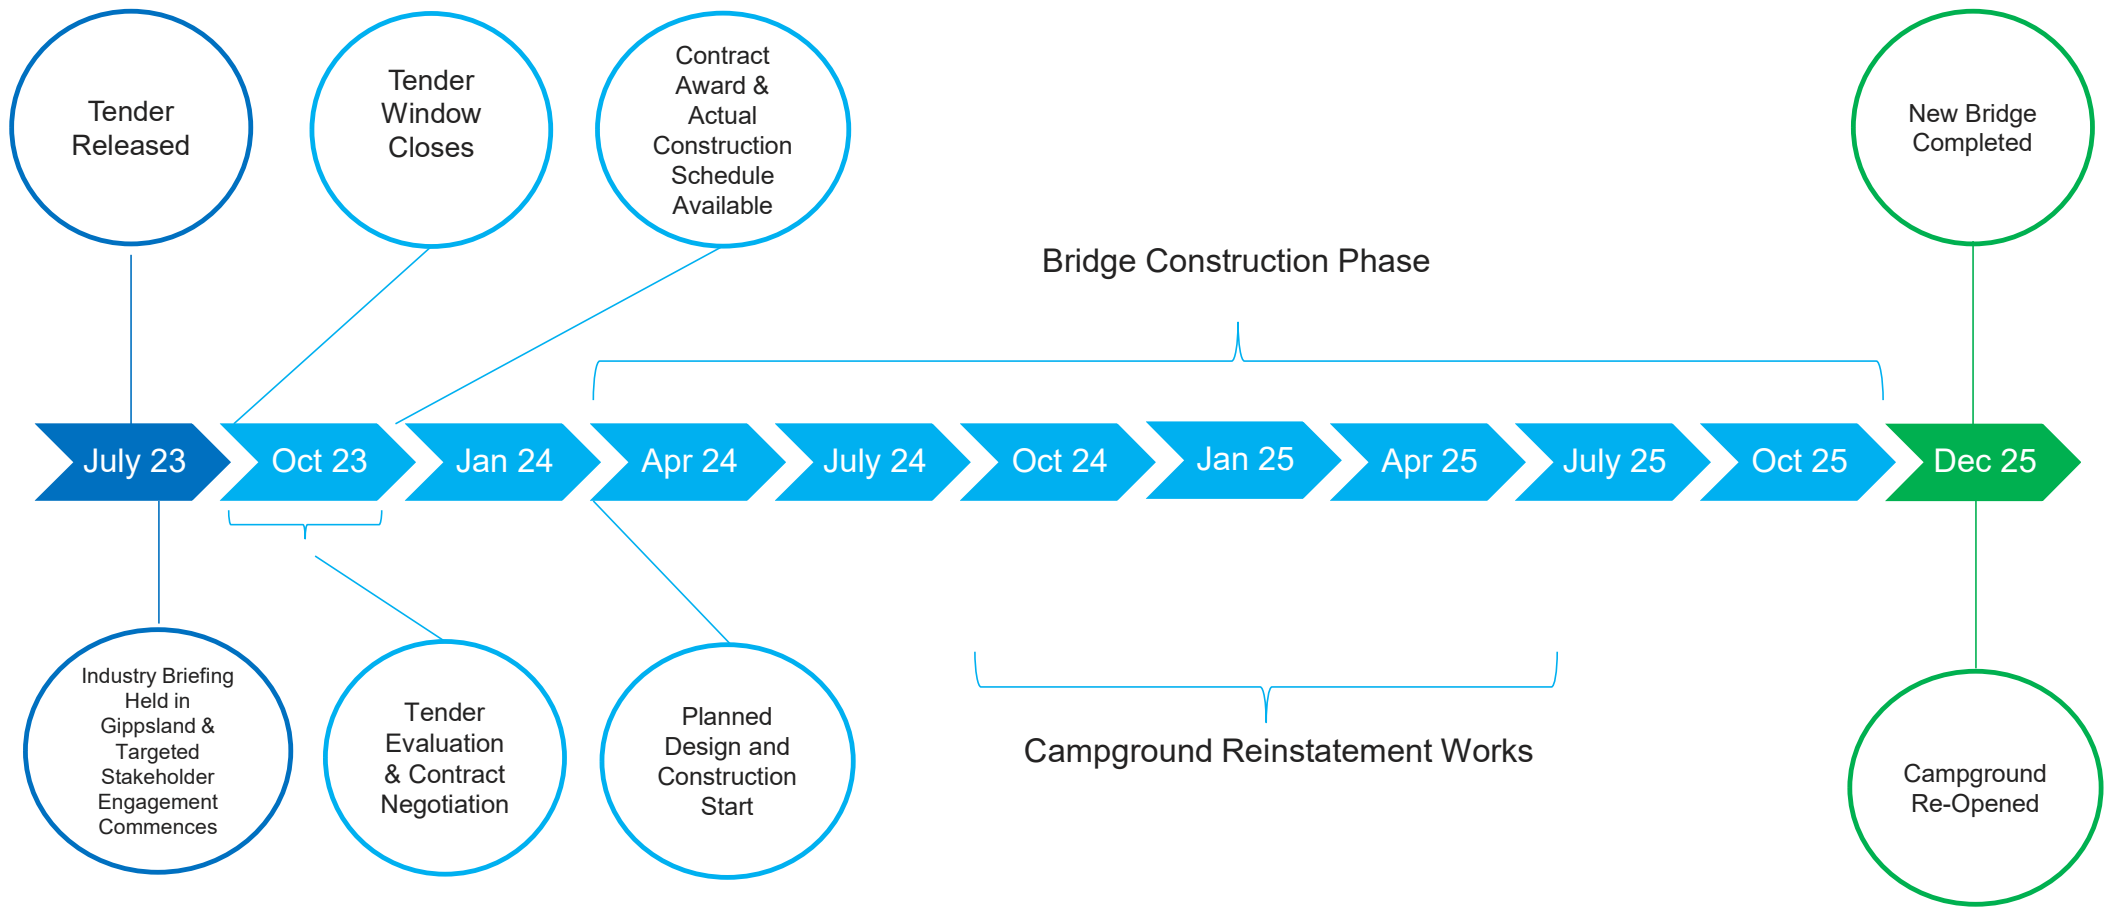 Tender
Released
Tender
Window
Closes
Contract
Award &
Actual
Construction
Schedule
Available
New Bridge
Completed
Bridge Construction Phase
July 23
Oct 23
Jan 24
Apr 24
July 24
Oct 24
Jan 25
Apr 25
July 25
Oct 25
Dec 25
Industry Briefing
Held in
Gippsland &
Targeted
Stakeholder
Engagement
Commences
Tender
Evaluation
& Contract
Negotiation
Planned
Design and
Construction
Start
Campground Reinstatement Works
Campground
Re-Opened